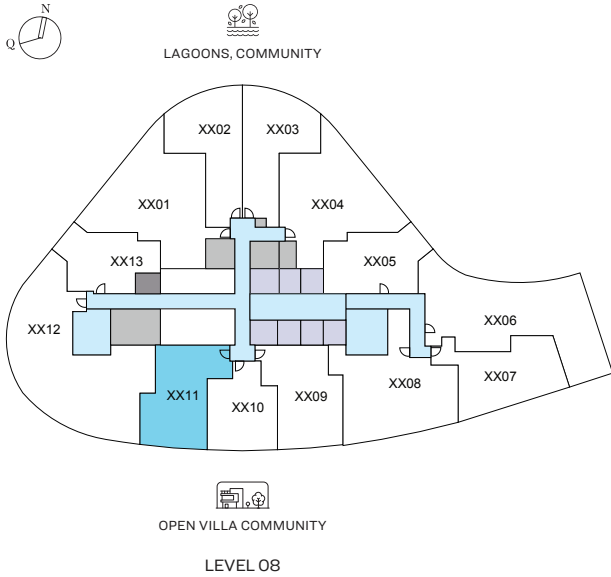 N
Q
LAGOONS, COMMUNITY
XX02
XX03
XX01
XX04
XX13
XX05
XX12
XX06
XX11
XX10
XX09
XX08
XX07
OPEN VILLA COMMUNITY
LEVEL 08